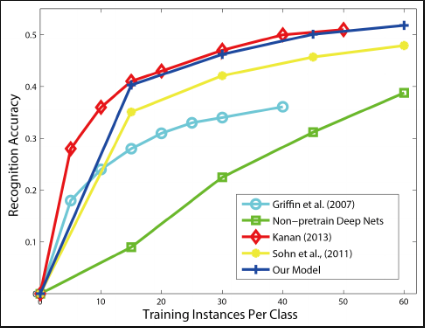 0.5
0.4
0.3
0.2
0.1
0
0 10 20 30 40 50 60
Recognition Accuracy
Training Instances Per Class
Griffin et al. (2007)
Non-pretrain Deep Nets
Kanan (2013)
Sohn et al., (2011)
Our Model